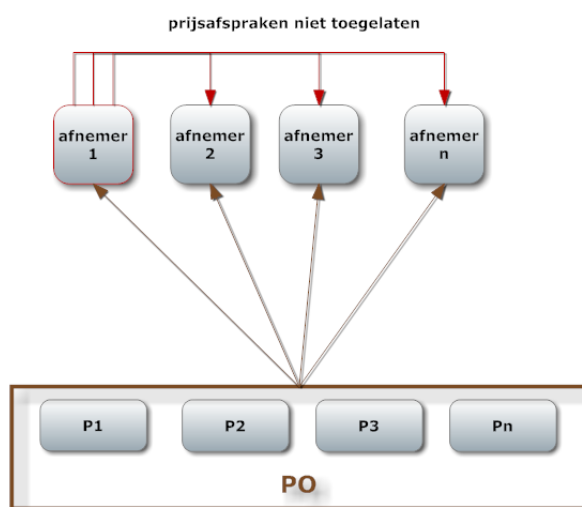 prijsafspraken niet toegelaten
afnemer
1
afnemer
2
afnemer
3
afnemer
n
P1
P2
P3
Pn
PO